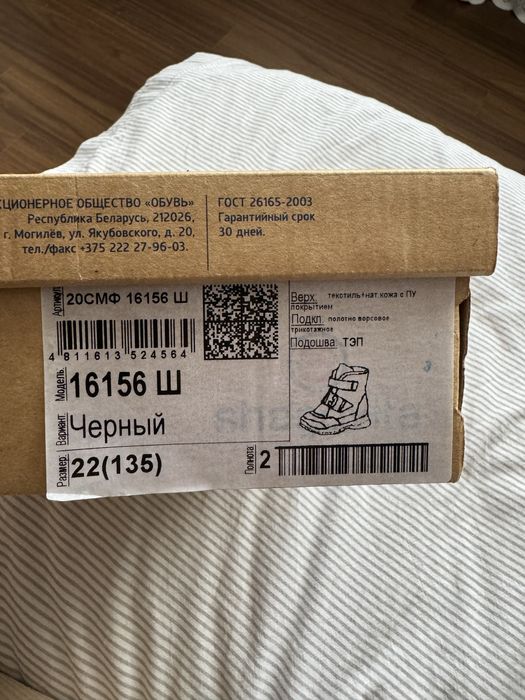 КЦИОНЕРНОЕ ОБЩЕСТВО «ОБУВЬ»
Республика Беларусь, 212026,
г. Могилёв, ул. Якубовского, д. 20,
тел./факс +375 222 27-96-03.
ГОСТ 26165-2003
Гарантийный срок
30 дней.
Артикул 20СМФ 16156 Ш
4 811613 524564
Модель 16156 Ш
Вариант Черный
Размер 22(135)
Верх. текстиль+нат.кожа с ПУ
покрытием
Подкл. полотно ворсовое
трикотажное
Подошва ТЭП
Полнота 2